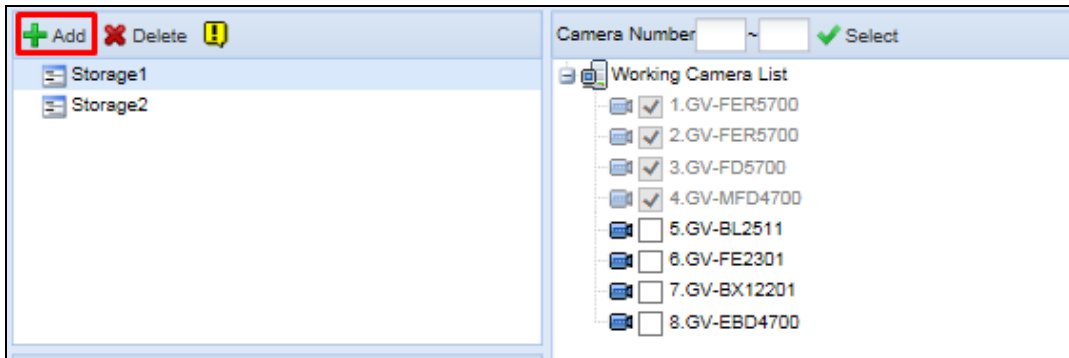 Add Delete
Storage1
Storage2
Camera Number ~ Select
Working Camera List
1.GV-FER5700
2.GV-FER5700
3.GV-FD5700
4.GV-MFD4700
5.GV-BL2511
6.GV-FE2301
7.GV-BX12201
8.GV-EBD4700